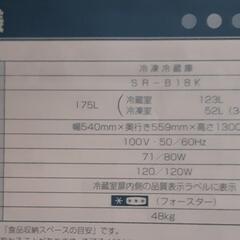 冷凍冷蔵庫
SR-B18K
175L
冷蔵室 123L
冷凍室 52L
幅540mm×奥行き559mm×高さ1300
100V・50/60Hz
71/80W
120/120W
冷蔵室扉内側の品質表示ラベルに表示
(フォースター)
48kg
「食品収納スペースの目安」です。